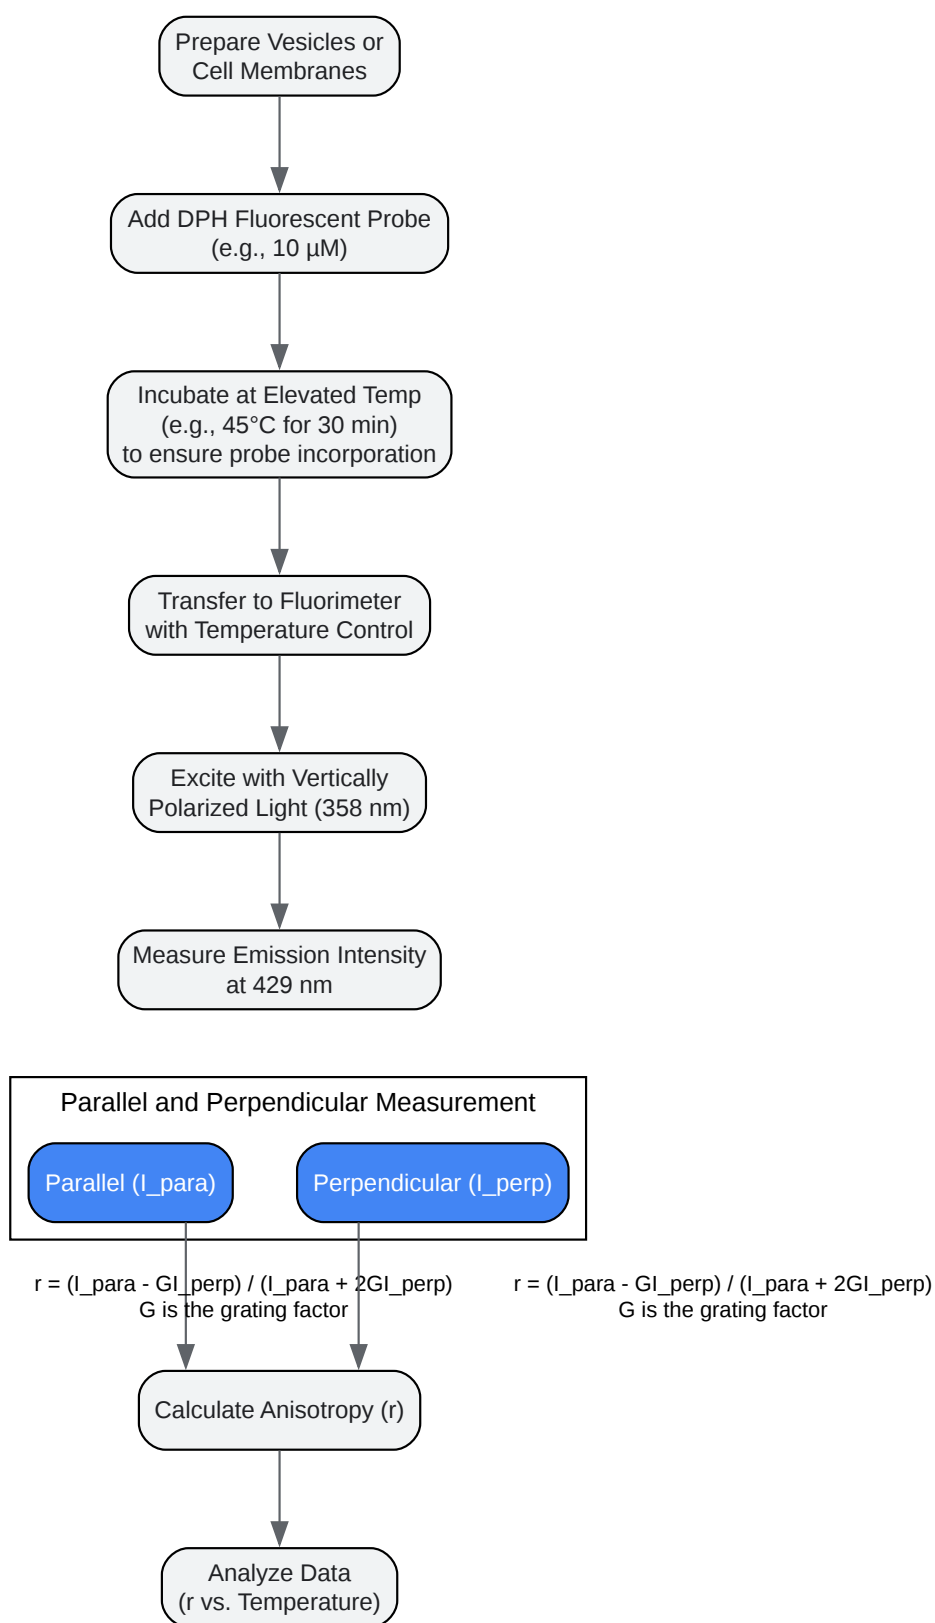 Prepare Vesicles or
Cell Membranes
Add DPH Fluorescent Probe
(e.g., 10 µM)
Incubate at Elevated Temp
(e.g., 45°C for 30 min)
to ensure probe incorporation
Transfer to Fluorimeter
with Temperature Control
Excite with Vertically
Polarized Light (358 nm)
Measure Emission Intensity
at 429 nm
Parallel and Perpendicular Measurement
Parallel (I_para)
Perpendicular (I_perp)
r = (I_para - GI_perp) / (I_para + 2GI_perp)
G is the grating factor
r = (I_para - GI_perp) / (I_para + 2GI_perp)
G is the grating factor
Calculate Anisotropy (r)
Analyze Data
(r vs. Temperature)